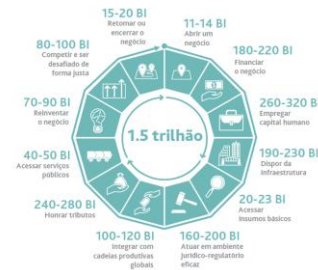 15-20 BI
Retomar ou
encerrar o
negócio
11-14 BI
Abrir um
negócio
180-220 BI
Financiar
o negócio
260-320 BI
Empregar
capital humano
190-230 BI
Dispor da
infraestrutura
20-23 BI
Acessar
insumos básicos
160-200 BI
Atuar em ambiente
jurídico-regulatório
eficaz
100-120 BI
Integrar com
cadeias produtivas
globais
240-280 BI
Honrar tributos
40-50 BI
Acessar serviços
públicos
70-90 BI
Reinventar
o negócio
80-100 BI
Competir e ser
desafiado de
forma justa
1.5 trilhão